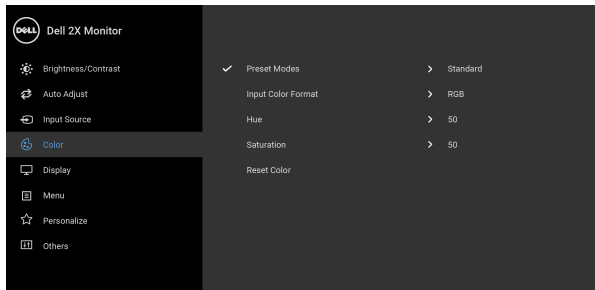 DELL Dell 2X Monitor
Brightness/Contrast
Auto Adjust
Input Source
Color
Display
Menu
Personalize
Others
Preset Modes Standard
Input Color Format RGB
Hue 50
Saturation 50
Reset Color